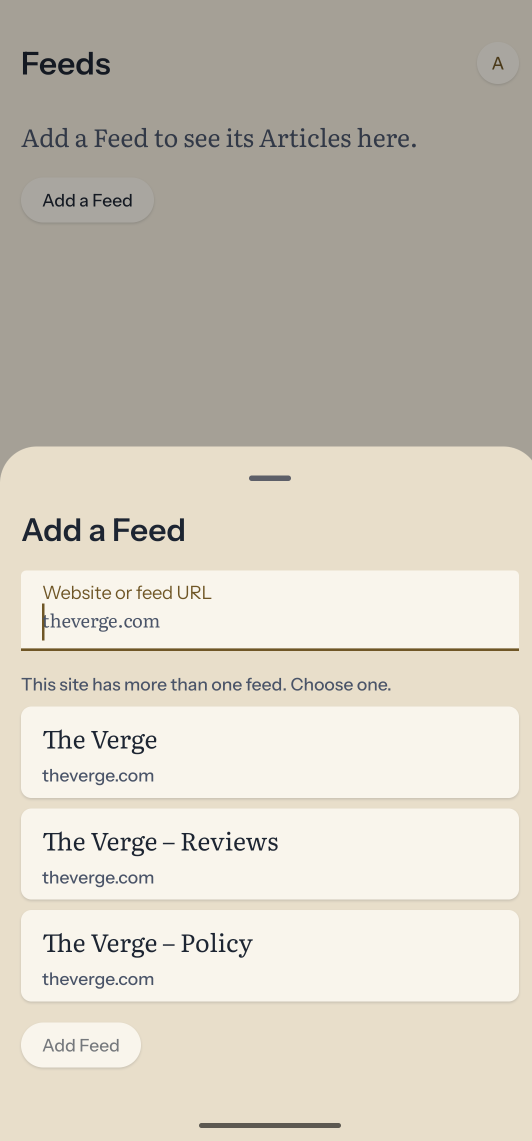 Feeds
A
Add a Feed to see its Articles here.
Add a Feed
Add a Feed
Website or feed URL
theverge.com
This site has more than one feed. Choose one.
The Verge
theverge.com
The Verge – Reviews
theverge.com
The Verge – Policy
theverge.com
Add Feed